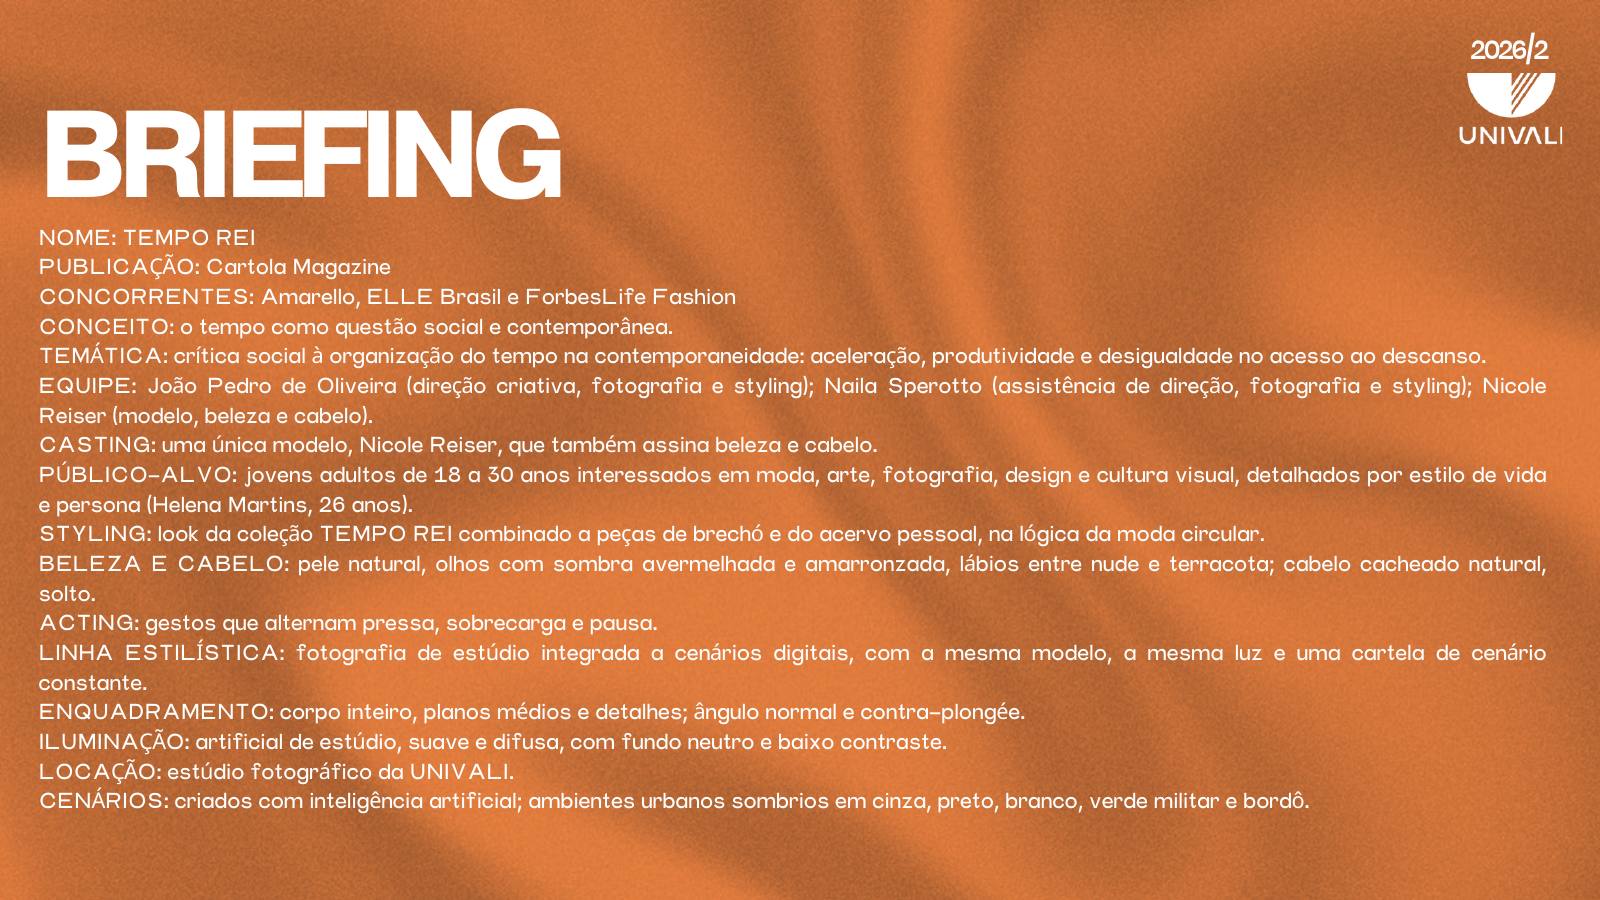 2026/2
UNIVALI
BRIEFING
NOME: TEMPO REI
PUBLICAÇÃO: Cartola Magazine
CONCORRENTES: Amarello, ELLE Brasil e ForbesLife Fashion
CONCEITO: o tempo como questão social e contemporânea.
TEMÁTICA: crítica social à organização do tempo na contemporaneidade: aceleração, produtividade e desigualdade no acesso ao descanso.
EQUIPE: João Pedro de Oliveira (direção criativa, fotografia e styling); Naila Sperotto (assistência de direção, fotografia e styling); Nicole
Reiser (modelo, beleza e cabelo).
CASTING: uma única modelo, Nicole Reiser, que também assina beleza e cabelo.
PÚBLICO-ALVO: jovens adultos de 18 a 30 anos interessados em moda, arte, fotografia, design e cultura visual, detalhados por estilo de vida
e persona (Helena Martins, 26 anos).
STYLING: look da coleção TEMPO REI combinado a peças de brechó e do acervo pessoal, na lógica da moda circular.
BELEZA E CABELO: pele natural, olhos com sombra avermelhada e amarronzada, lábios entre nude e terracota; cabelo cacheado natural,
solto.
ACTING: gestos que alternam pressa, sobrecarga e pausa.
LINHA ESTILÍSTICA: fotografia de estúdio integrada a cenários digitais, com a mesma modelo, a mesma luz e uma cartela de cenário
constante.
ENQUADRAMENTO: corpo inteiro, planos médios e detalhes; ângulo normal e contra-plongée.
ILUMINAÇÃO: artificial de estúdio, suave e difusa, com fundo neutro e baixo contraste.
LOCAÇÃO: estúdio fotográfico da UNIVALI.
CENÁRIOS: criados com inteligência artificial; ambientes urbanos sombrios em cinza, preto, branco, verde militar e bordô.